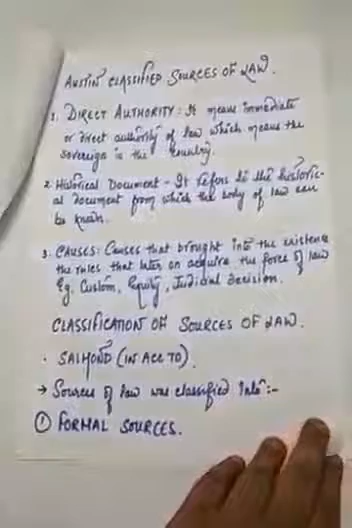 AUSTIN CLASSIFIED SOURCES OF LAW.
1. DIRECT AUTHORITY: It means immediate
or direct authority of law which means the
sovereign in the Country.
2. Historical Document - It refers to the historic-
al document from which the body of law can
be known.
3. CAUSES: Causes that brought into the existence
the rules that later on acquire the force of law
Eg. Custom, Equity, Judicial decision.
CLASSIFICATION OF SOURCES OF LAW.
. SALMOND (IN ACC TO).
→ Sources of law was classified Into :-
① FORMAL SOURCES.